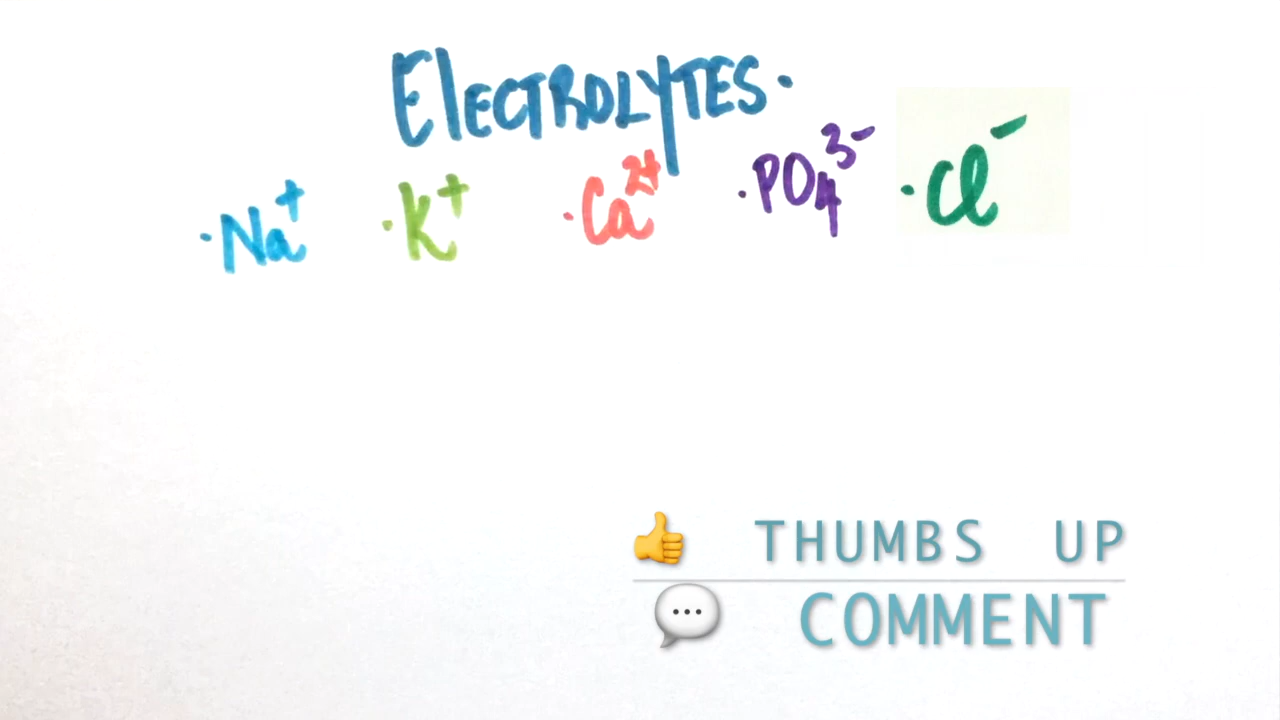 ELECTROLYTES.
·Na⁺ ·K⁺ ·Ca²⁺ ·PO₄³⁻ ·Cl⁻
👍 THUMBS UP
💬 COMMENT